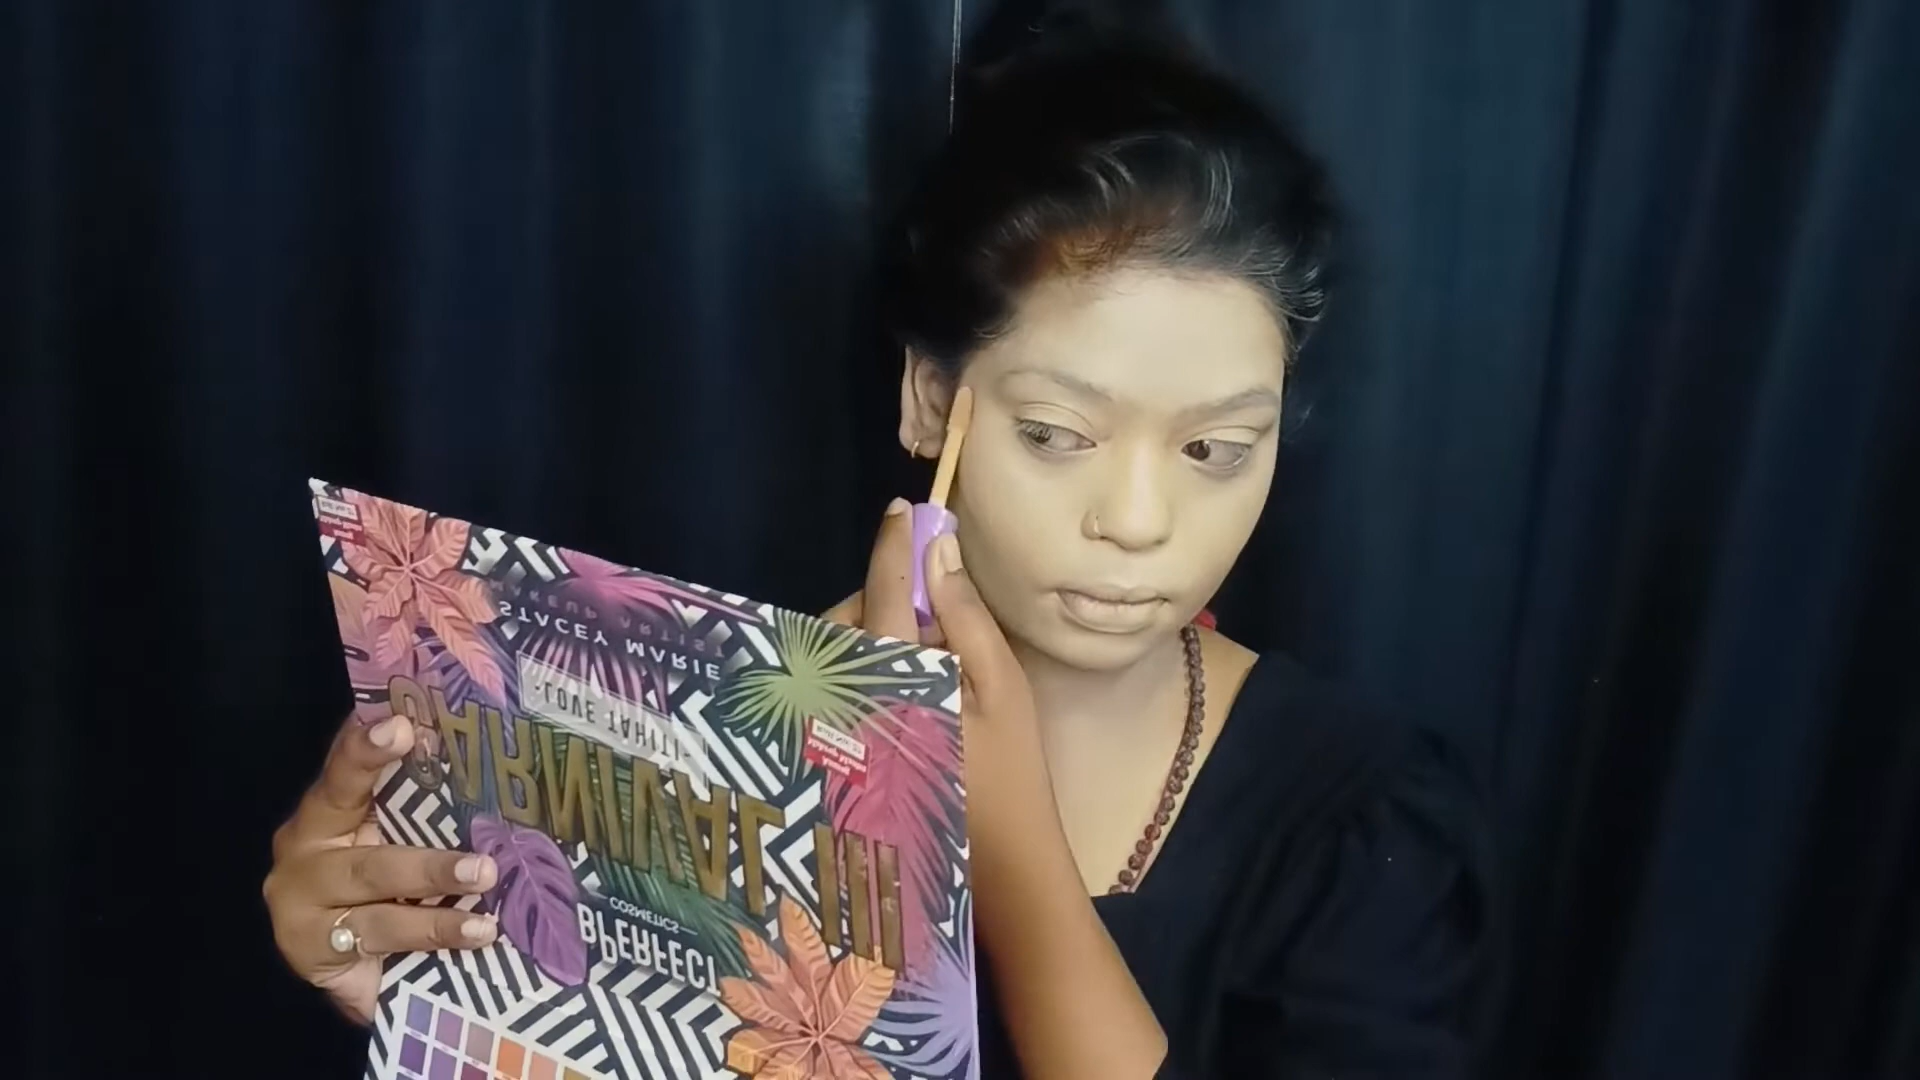 BPERFECT
COSMETICS
CARNIVAL III
-LOVE TAHITI-
STACEY MARIE
MAKEUP ARTIST